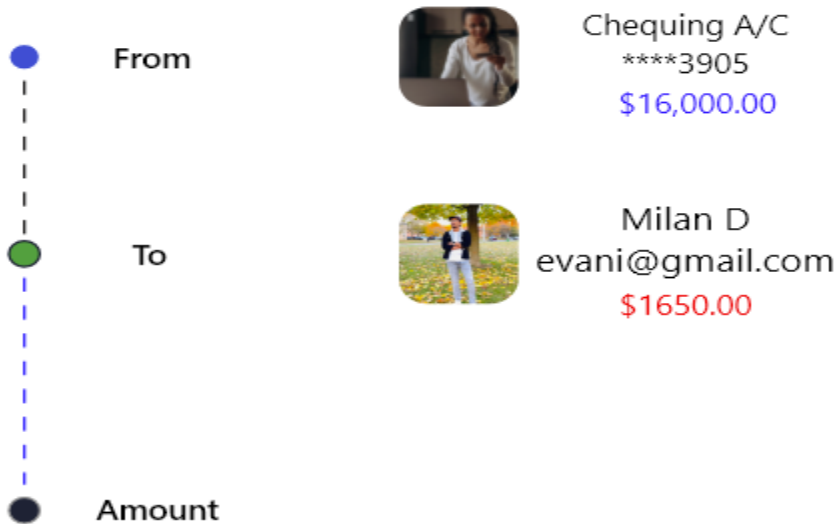 From
Chequing A/C
****3905
$16,000.00
To
Milan D
evani@gmail.com
$1650.00
Amount